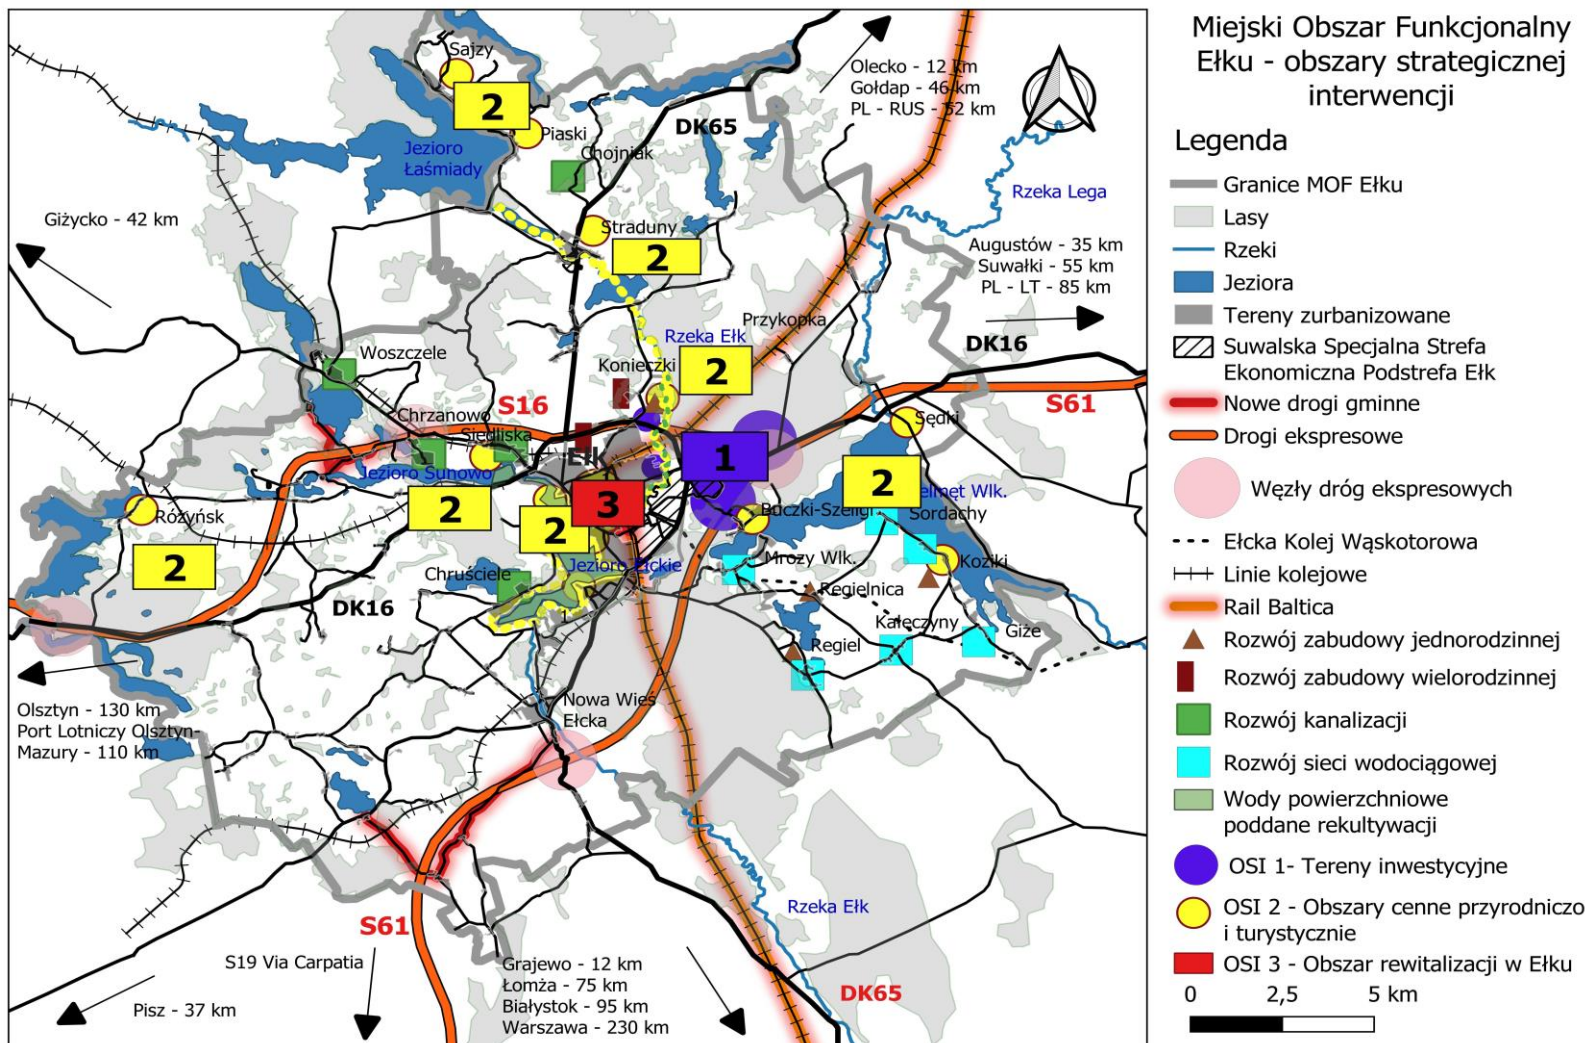 Miejski Obszar Funkcjonalny
Ełku - obszary strategicznej
interwencji
Legenda
Granice MOF Ełku
Lasy
Rzeki
Jeziora
Tereny zurbanizowane
Suwalska Specjalna Strefa
Ekonomiczna Podstrefa Ełk
Nowe drogi gminne
Drogi ekspresowe
Węzły dróg ekspresowych
Ełcka Kolej Wąskotorowa
Linie kolejowe
Rail Baltica
Rozwój zabudowy jednorodzinnej
Rozwój zabudowy wielorodzinnej
Rozwój kanalizacji
Rozwój sieci wodociągowej
Wody powierzchniowe
poddane rekultywacji
OSI 1- Tereny inwestycyjne
OSI 2 - Obszary cenne przyrodniczo
i turystycznie
OSI 3 - Obszar rewitalizacji w Ełku
0 2,5 5 km
Sajzy
2
Piaski
Jezioro
Łaśmiady
Chojniak
DK65
Olecko - 12 km
Gołdap - 46 km
PL - RUS - 52 km
Rzeka Lega
Giżycko - 42 km
Straduny
2
Augustów - 35 km
Suwałki - 55 km
PL - LT - 85 km
Przykopka
Rzeka Ełk
DK16
Woszczele
Konieczki
2
S16
S61
Chrzanowo
Siedliska
Sędki
Ełk
1
Jezioro Sunowo
2
3
2
2
elmęt Wlk.
Sordachy
Buczki-Szeligi
Różyńsk
2
Mrozy Wlk.
Koziki
Jezioro Ełckie
Chruściele
Regielnica
DK16
Kałęczyny
Giże
Regiel
Nowa Wieś
Ełcka
Olsztyn - 130 km
Port Lotniczy Olsztyn-
Mazury - 110 km
Rzeka Ełk
S61
S19 Via Carpatia
Pisz - 37 km
Grajewo - 12 km
Łomża - 75 km
Białystok - 95 km
Warszawa - 230 km
DK65